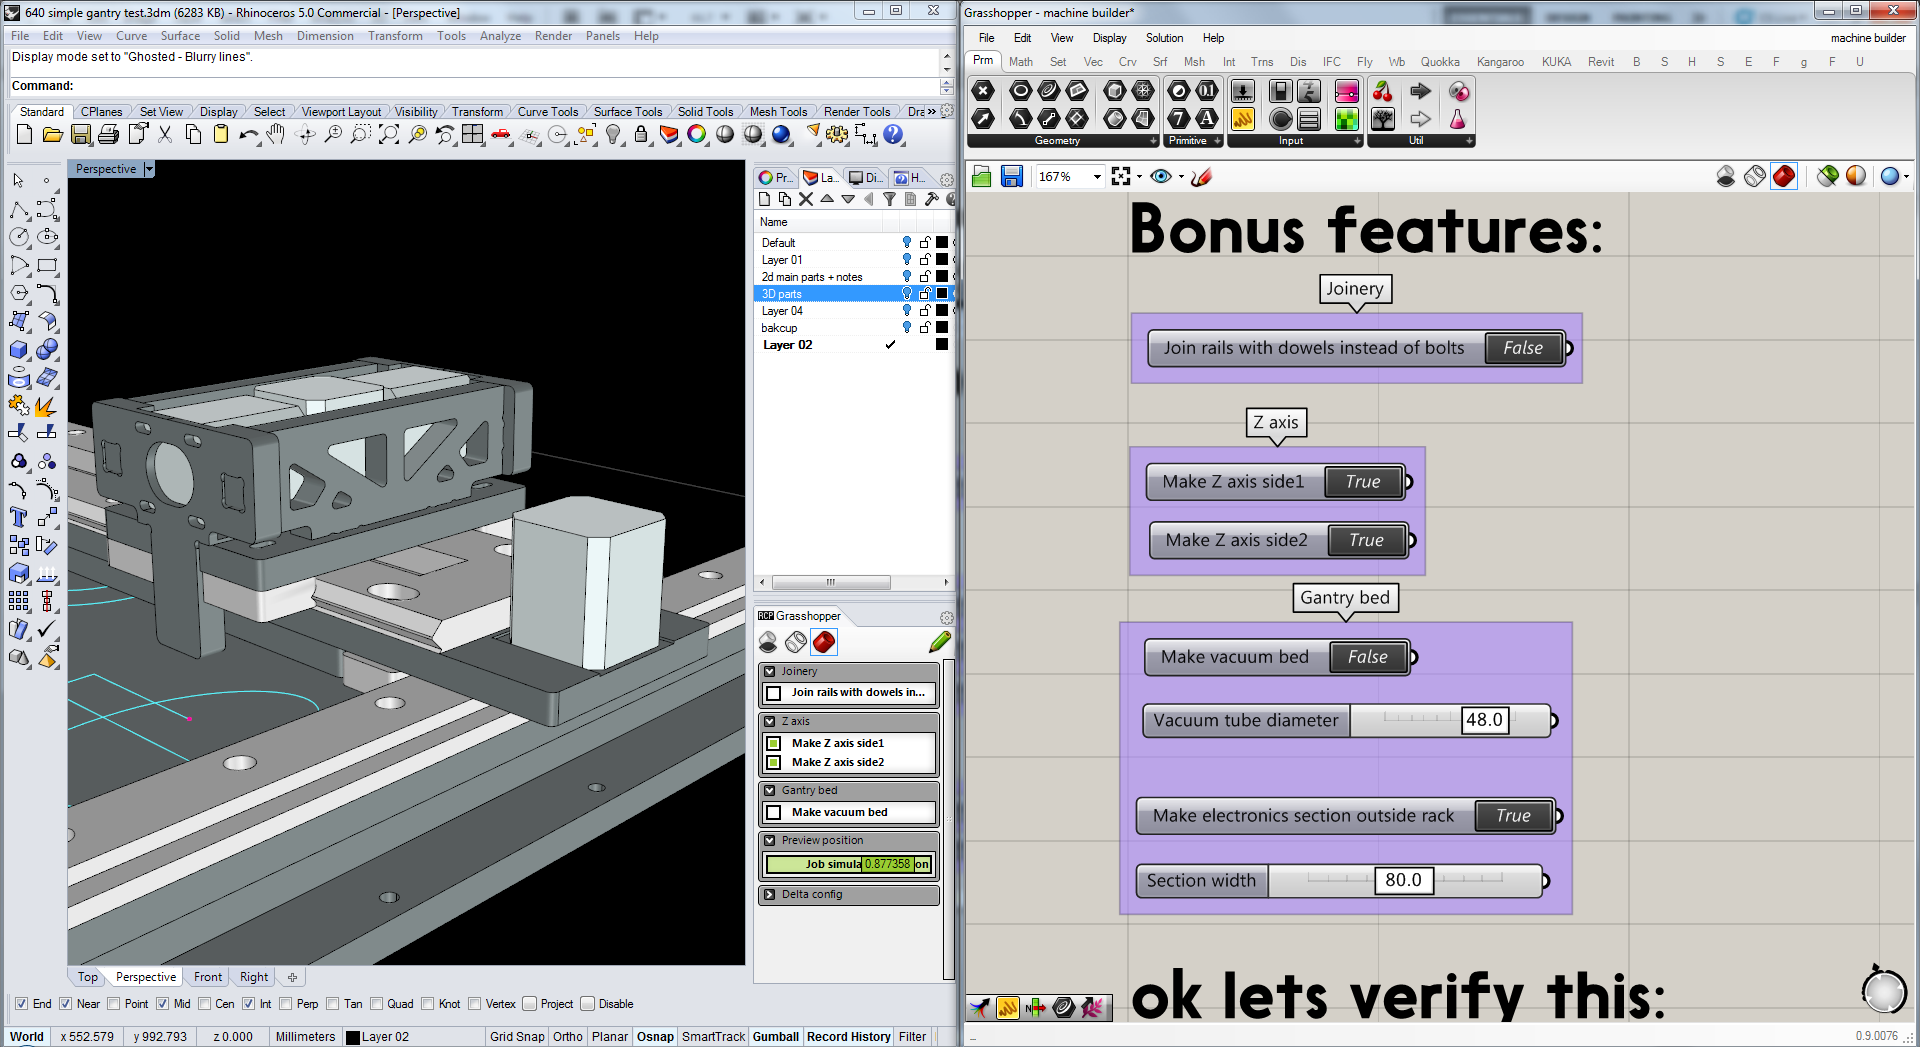 640 simple gantry test.3dm (6283 KB) - Rhinoceros 5.0 Commercial - [Perspective]
File Edit View Curve Surface Solid Mesh Dimension Transform Tools Analyze Render Panels Help
Display mode set to "Ghosted - Blurry lines".
Command:
Standard CPlanes Set View Display Select Viewport Layout Visibility Transform Curve Tools Surface Tools Solid Tools Mesh Tools Render Tools Dra »
Perspective
Pr... La... Di... H...
Name
Default
Layer 01
2d main parts + notes
3D parts
Layer 04
bakcup
Layer 02
RCP Grasshopper
Joinery
Join rails with dowels in...
Z axis
Make Z axis side1
Make Z axis side2
Gantry bed
Make vacuum bed
Preview position
Job simula 0.877358 on
Delta config
Top Perspective Front Right
End Near Point Mid Cen Int Perp Tan Quad Knot Vertex Project Disable
World x 552.579 y 992.793 z 0.000 Millimeters Layer 02 Grid Snap Ortho Planar Osnap SmartTrack Gumball Record History Filter
Grasshopper - machine builder*
File Edit View Display Solution Help machine builder
Prm Math Set Vec Crv Srf Msh Int Trns Dis IFC Fly Wb Quokka Kangaroo KUKA Revit B S H S E F g F U
Geometry Primitive Input Util
167%
Bonus features:
Joinery
Join rails with dowels instead of bolts False
Z axis
Make Z axis side1 True
Make Z axis side2 True
Gantry bed
Make vacuum bed False
Vacuum tube diameter 48.0
Make electronics section outside rack True
Section width 80.0
ok lets verify this:
0.9.0076